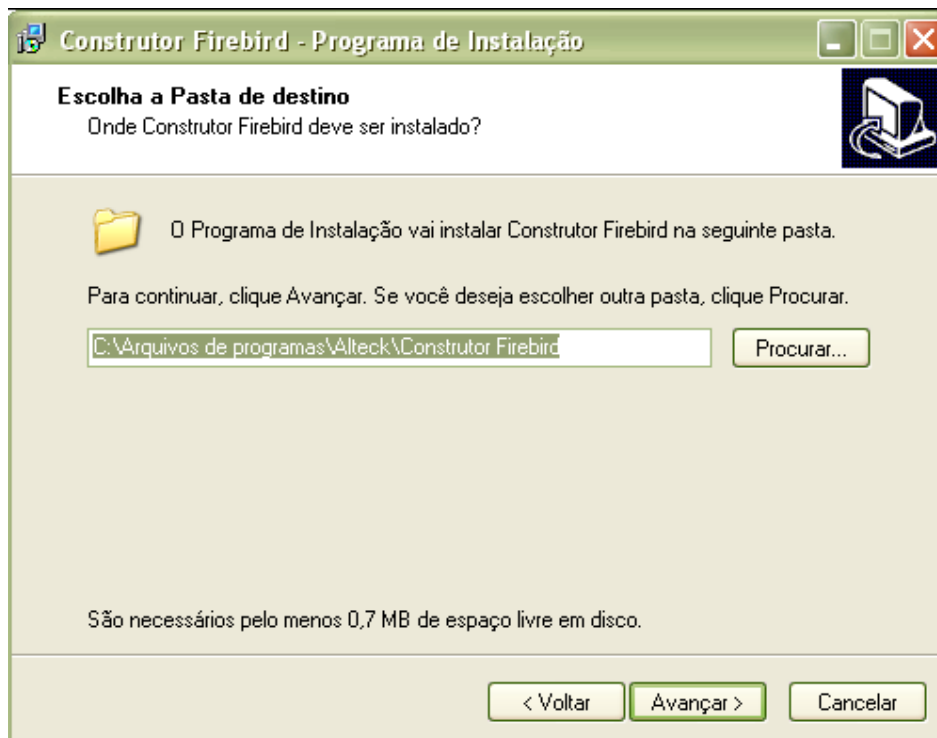 Construtor Firebird - Programa de Instalação
Escolha a Pasta de destino
Onde Construtor Firebird deve ser instalado?
O Programa de Instalação vai instalar Construtor Firebird na seguinte pasta.
Para continuar, clique Avançar. Se você deseja escolher outra pasta, clique Procurar.
C:\Arquivos de programas\Alteck\Construtor Firebird
Procurar...
São necessários pelo menos 0,7 MB de espaço livre em disco.
< Voltar
Avançar >
Cancelar